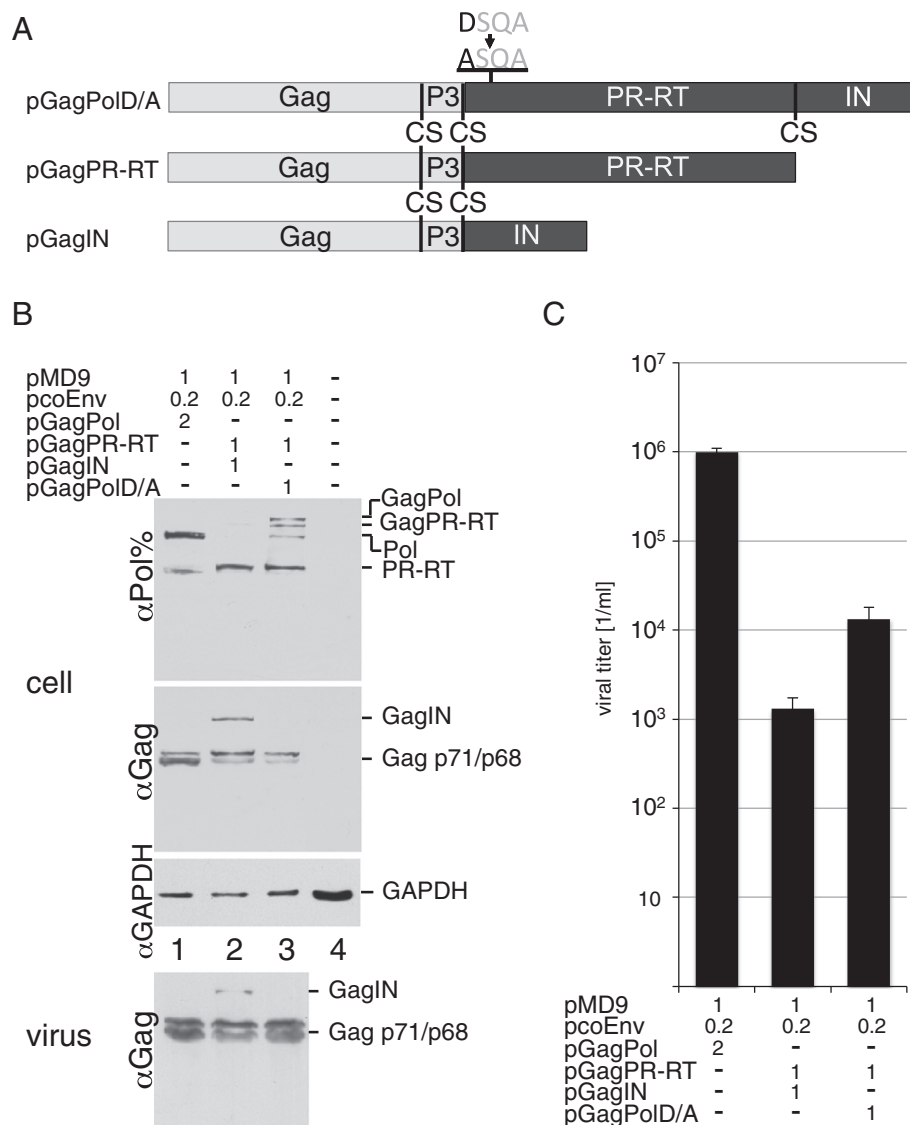 A
DSQA
ASQA
pGagPolD/A Gag P3 PR-RT IN
CS CS CS
pGagPR-RT Gag P3 PR-RT
CS CS
pGagIN Gag P3 IN
B
pMD9 1 1 1 -
pcoEnv 0.2 0.2 0.2 -
pGagPol 2 - - -
pGagPR-RT - 1 1 -
pGagIN - 1 - -
pGagPolD/A - - 1 -
cell
αPol%
GagPol
GagPR-RT
Pol
PR-RT
αGag
GagIN
Gag p71/p68
αGAPDH
GAPDH
1 2 3 4
virus
αGag
GagIN
Gag p71/p68
C
viral titer [1/ml]
10⁷
10⁶
10⁵
10⁴
10³
10²
10
pMD9 1 1 1
pcoEnv 0.2 0.2 0.2
pGagPol 2 - -
pGagPR-RT - 1 1
pGagIN - 1 -
pGagPolD/A - - 1